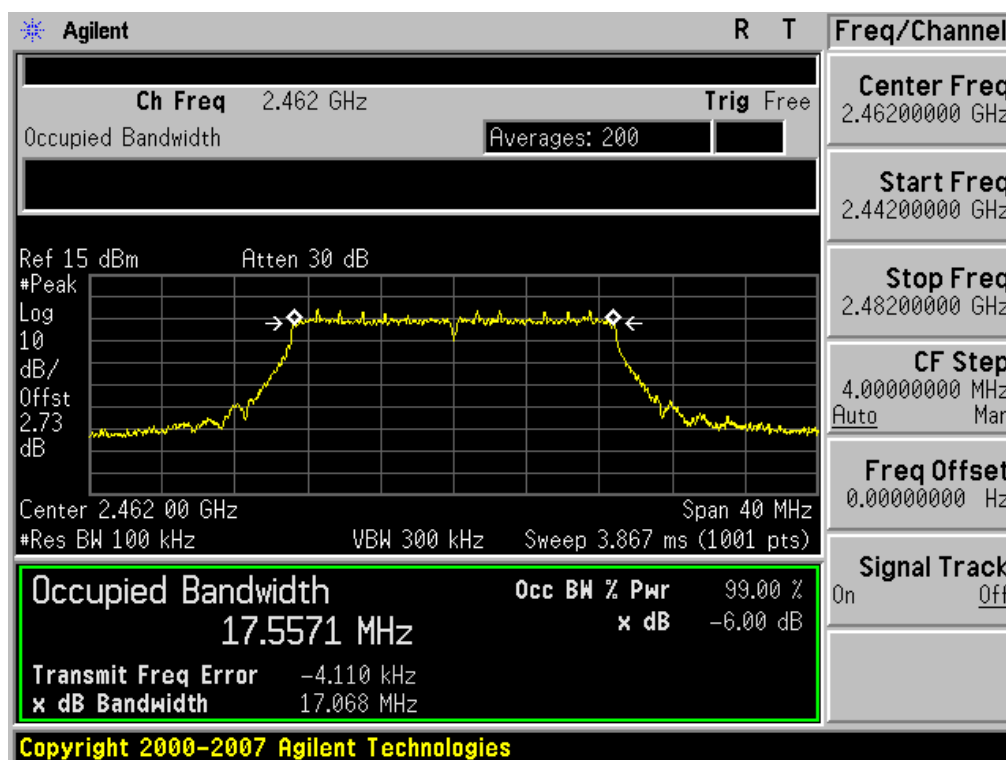 Agilent R T
Freq/Channel
Ch Freq 2.462 GHz Trig Free
Occupied Bandwidth Averages: 200
Center Freq
2.46200000 GHz
Start Freq
2.44200000 GHz
Stop Freq
2.48200000 GHz
CF Step
4.00000000 MHz
Auto Man
Freq Offset
0.00000000 Hz
Signal Track
On Off
Ref 15 dBm Atten 30 dB
#Peak
Log
10
dB/
Offst
2.73
dB
Center 2.462 00 GHz Span 40 MHz
#Res BW 100 kHz VBW 300 kHz Sweep 3.867 ms (1001 pts)
Occupied Bandwidth Occ BW % Pwr 99.00 %
17.5571 MHz x dB -6.00 dB
Transmit Freq Error -4.110 kHz
x dB Bandwidth 17.068 MHz
Copyright 2000-2007 Agilent Technologies